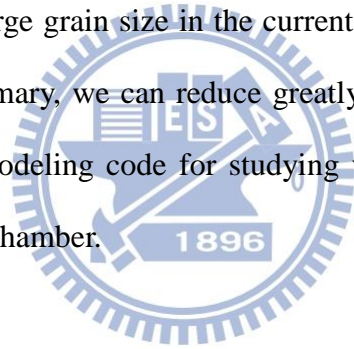 rge grain size in the current
mary, we can reduce greatly
ES A
odeling code for studying
hamber.
1896